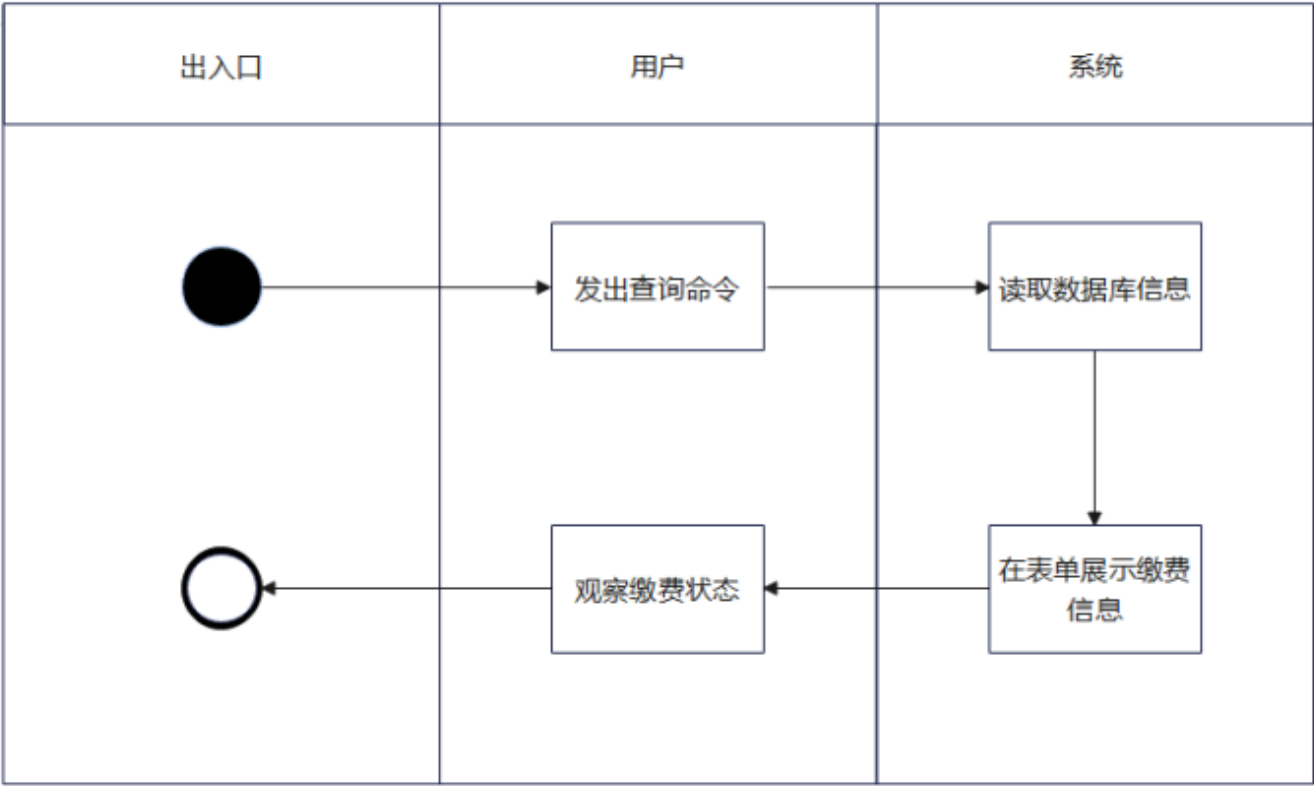 出入口
用户
系统
发出查询命令
读取数据库信息
观察缴费状态
在表单展示缴费
信息